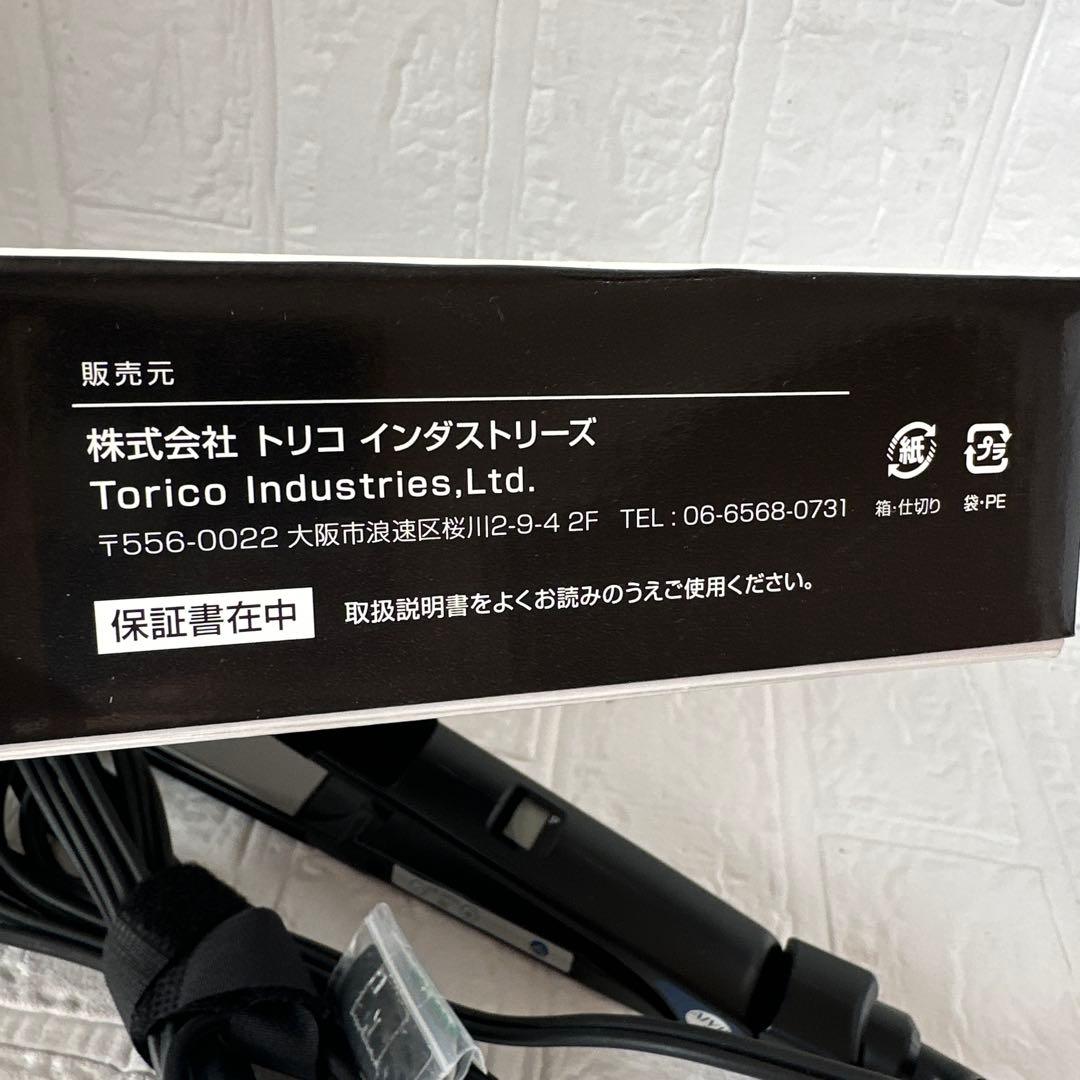 販売元
株式会社 トリコ インダストリーズ
Torico Industries,Ltd.
〒556-0022 大阪市浪速区桜川2-9-4 2F TEL : 06-6568-0731
保証書在中 取扱説明書をよくお読みのうえご使用ください。
紙 プラ
箱・仕切り 袋・PE